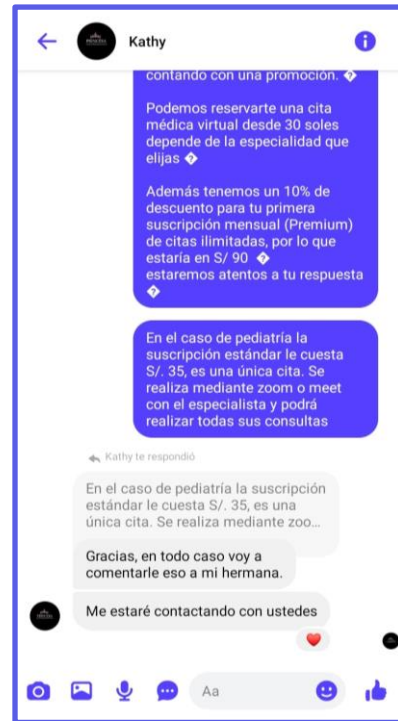 Kathy
contando con una promoción. �
Podemos reservarte una cita
médica virtual desde 30 soles
depende de la especialidad que
elijas �
Además tenemos un 10% de
descuento para tu primera
suscripción mensual (Premium)
de citas ilimitadas, por lo que
estaría en S/ 90 �
estaremos atentos a tu respuesta
�
En el caso de pediatría la
suscripción estándar le cuesta
S/. 35, es una única cita. Se
realiza mediante zoom o meet
con el especialista y podrá
realizar todas sus consultas
Kathy te respondió
En el caso de pediatría la suscripción
estándar le cuesta S/. 35, es una
única cita. Se realiza mediante zoo...
Gracias, en todo caso voy a
comentarle eso a mi hermana.
Me estaré contactando con ustedes
Aa